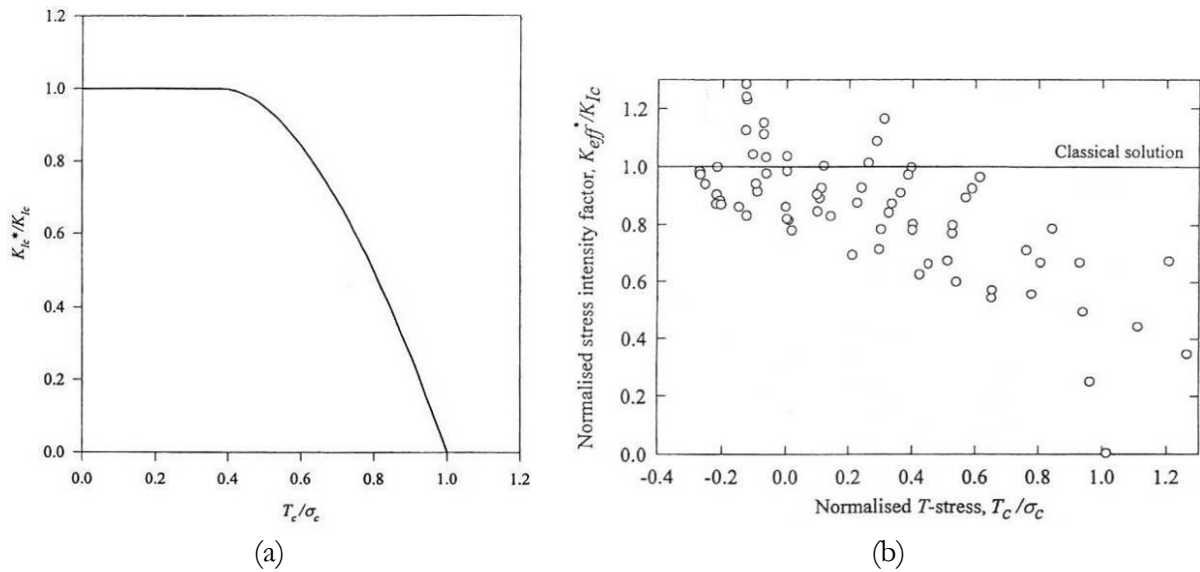 1.2
1.0
0.8
0.6
0.4
0.2
0.0
K_Ic*/K_Ic
0.0 0.2 0.4 0.6 0.8 1.0 1.2
T_c/σ_c
(a)
1.2
1.0
0.8
0.6
0.4
0.2
0.0
Normalised stress intensity factor, K_eff*/K_Ic
Classical solution
-0.4 -0.2 0.0 0.2 0.4 0.6 0.8 1.0 1.2
Normalised T-stress, T_C/σ_C
(b)